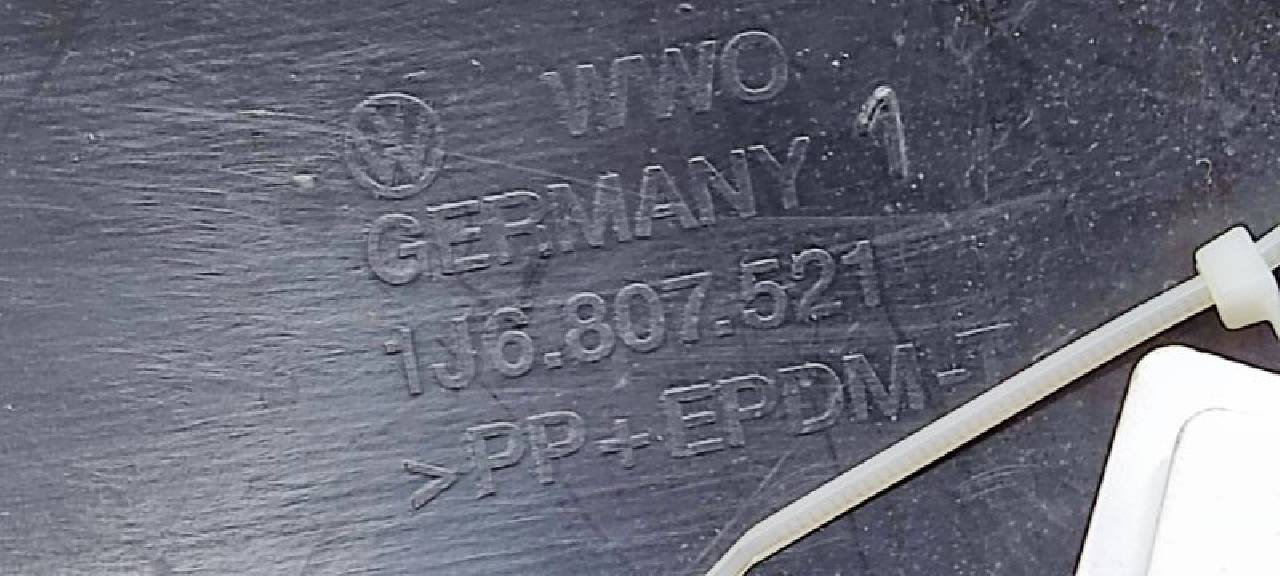 WWO
GERMANY 1
1J6.807.521
>PP+EPDM-T